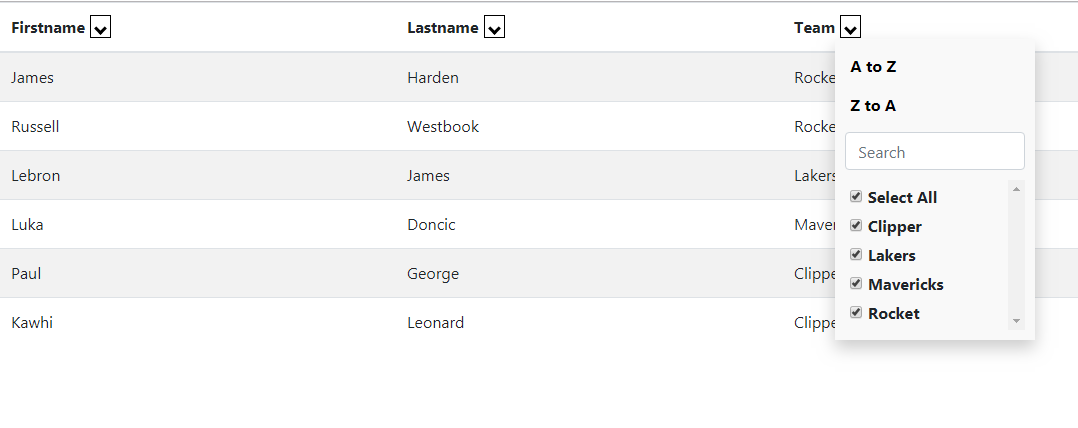 Firstname Lastname Team
James Harden Rocke
Russell Westbook Rocke
Lebron James Lakers
Luka Doncic Maver
Paul George Clippe
Kawhi Leonard Clippe
A to Z
Z to A
Search
Select All
Clipper
Lakers
Mavericks
Rocket